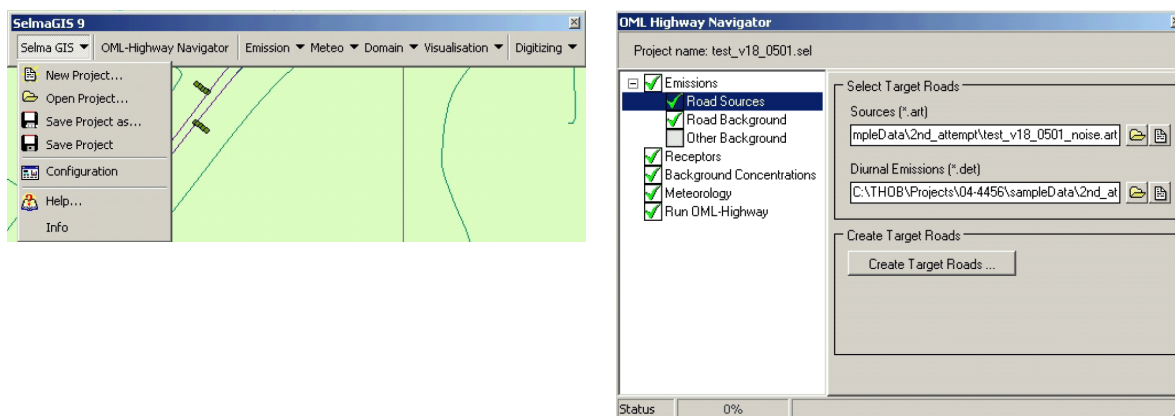 SelmaGIS 9
Selma GIS OML-Highway Navigator Emission Meteo Domain Visualisation Digitizing
New Project...
Open Project...
Save Project as...
Save Project
Configuration
Help...
Info
OML Highway Navigator
Project name: test_v18_0501.sel
Emissions
Road Sources
Road Background
Other Background
Receptors
Background Concentrations
Meteorology
Run OML-Highway
Select Target Roads
Sources (*.art)
mpleData\2nd_attempt\test_v18_0501_noise.art
Diurnal Emissions (*.det)
C:\THOB\Projects\04-4456\sampleData\2nd_at
Create Target Roads
Create Target Roads ...
Status 0%